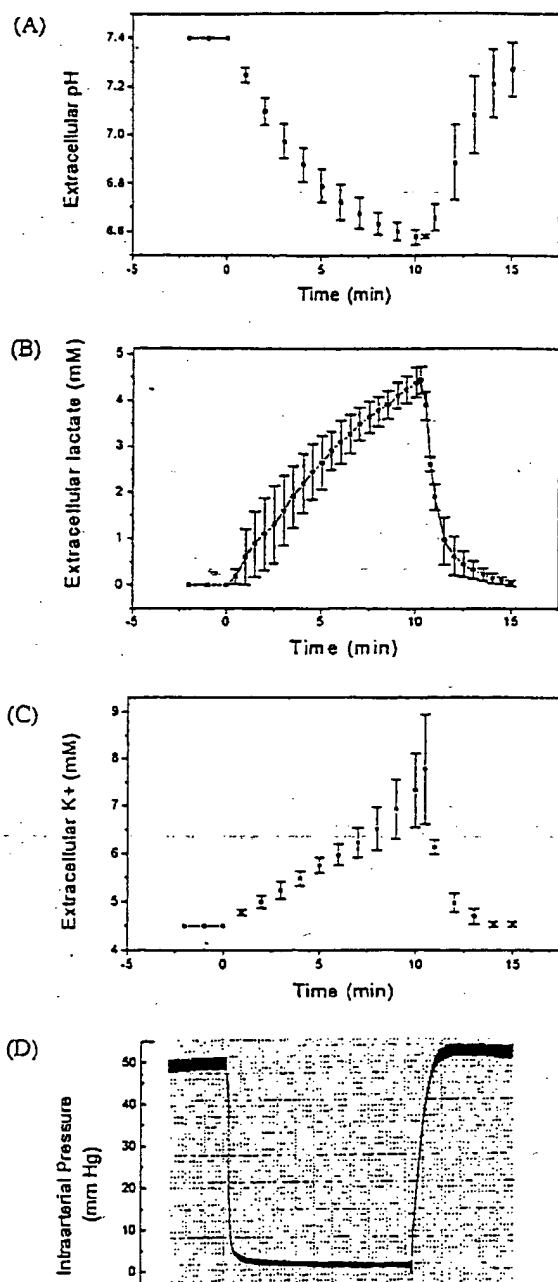 (A)
Extracellular pH
7.4
7.2
7.0
6.8
6.6
-5 0 5 10 15
Time (min)
(B)
Extracellular lactate (mM)
5
4
3
2
1
0
-5 0 5 10 15
Time (min)
(C)
Extracellular K+ (mM)
9
8
7
6
5
4
-5 0 5 10 15
Time (min)
(D)
Intraarterial Pressure
(mm Hg)
50
40
30
20
10
0